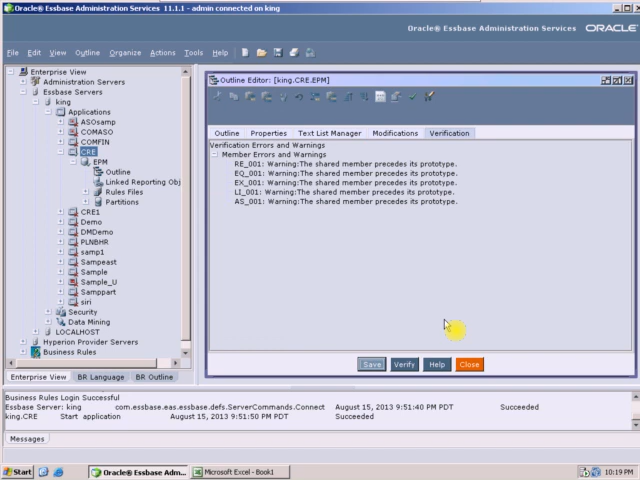 Oracle® Essbase Administration Services 11.1.1 - admin connected on king
Oracle® Essbase Administration Services ORACLE
File Edit View Outline Organize Actions Tools Help
Enterprise View
Administration Servers
Essbase Servers
king
Applications
ASOsamp
COMASO
COMFIN
CRE
EPM
Outline
Linked Reporting Obj
Rules Files
Partitions
CRE1
Demo
DMDemo
PLNBHR
samp1
Sampeast
Sample
Sample_U
Samppart
siri
Security
Data Mining
LOCALHOST
Hyperion Provider Servers
Business Rules
Enterprise View BR Language BR Outline
Outline Editor: [king.CRE.EPM]
Outline Properties Text List Manager Modifications Verification
Verification Errors and Warnings
Member Errors and Warnings
RE_001: Warning:The shared member precedes its prototype.
EQ_001: Warning:The shared member precedes its prototype.
EX_001: Warning:The shared member precedes its prototype.
LI_001: Warning:The shared member precedes its prototype.
AS_001: Warning:The shared member precedes its prototype.
Save Verify Help Close
Business Rules Login Successful
Essbase Server: king com.essbase.eas.essbase.defs.ServerCommands.Connect August 15, 2013 9:51:40 PM PDT Succeeded
king.CRE Start application August 15, 2013 9:51:50 PM PDT Succeeded
Messages
Start Oracle® Essbase Adm... Microsoft Excel - Book1 10:19 PM